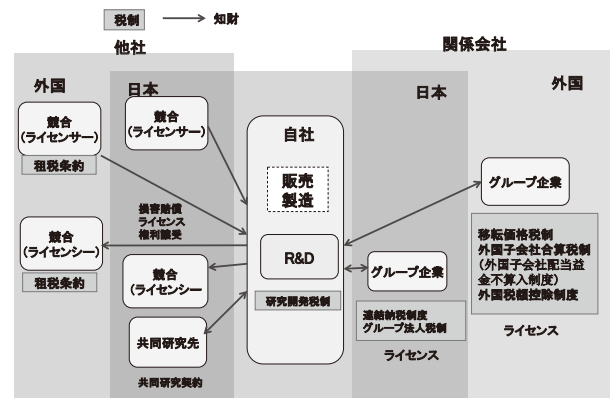 税制
知財
他社
関係会社
外国
日本
日本
外国
競合
(ライセンサー)
租税条約
競合
(ライセンサー)
自社
販売
製造
グループ企業
損害賠償
ライセンス
権利譲受
競合
(ライセンシー)
租税条約
競合
(ライセンシー
R&D
研究開発税制
グループ企業
移転価格税制
外国子会社合算税制
(外国子会社配当益
金不算入制度)
外国税額控除制度
連結納税制度
グループ法人税制
ライセンス
ライセンス
共同研究先
共同研究契約